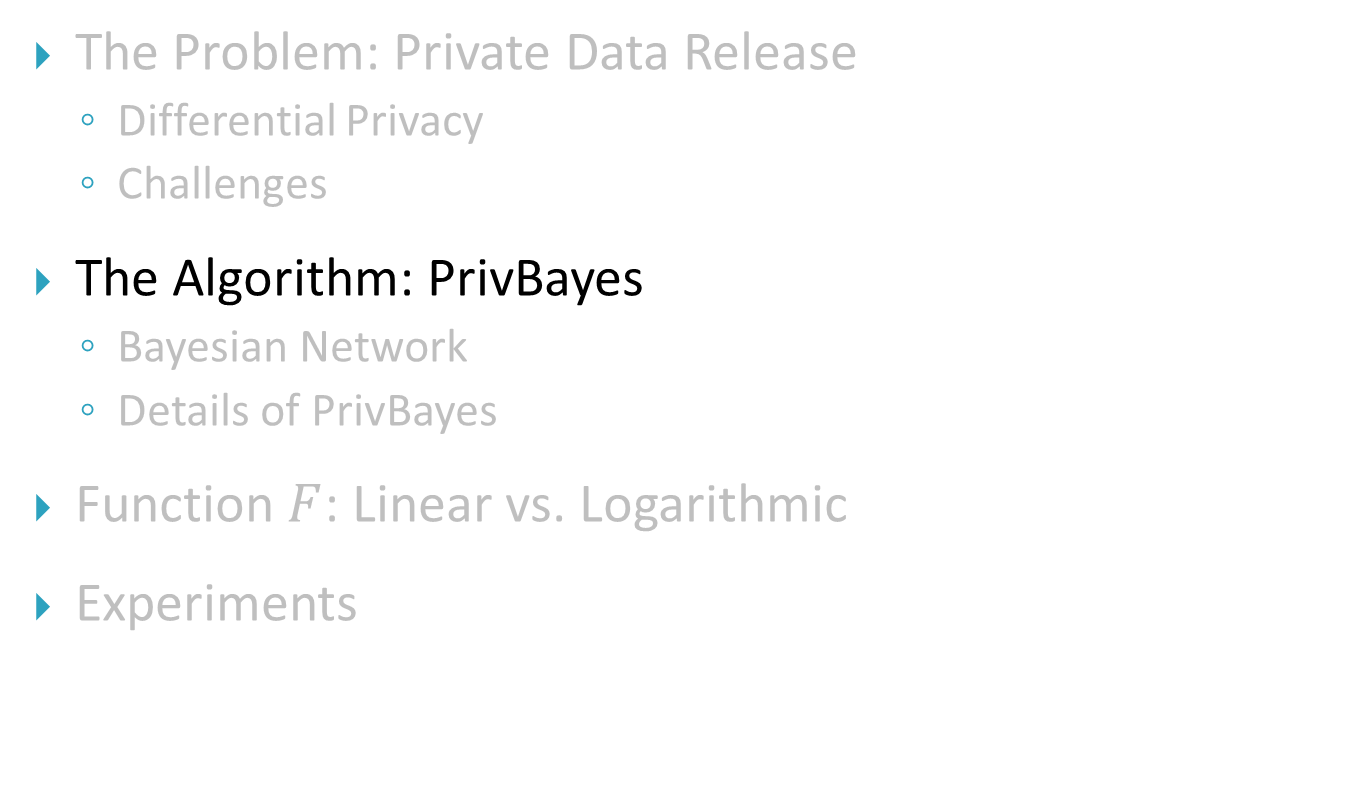 The Problem: Private Data Release
Differential Privacy
Challenges
The Algorithm: PrivBayes
Bayesian Network
Details of PrivBayes
Function F: Linear vs. Logarithmic
Experiments